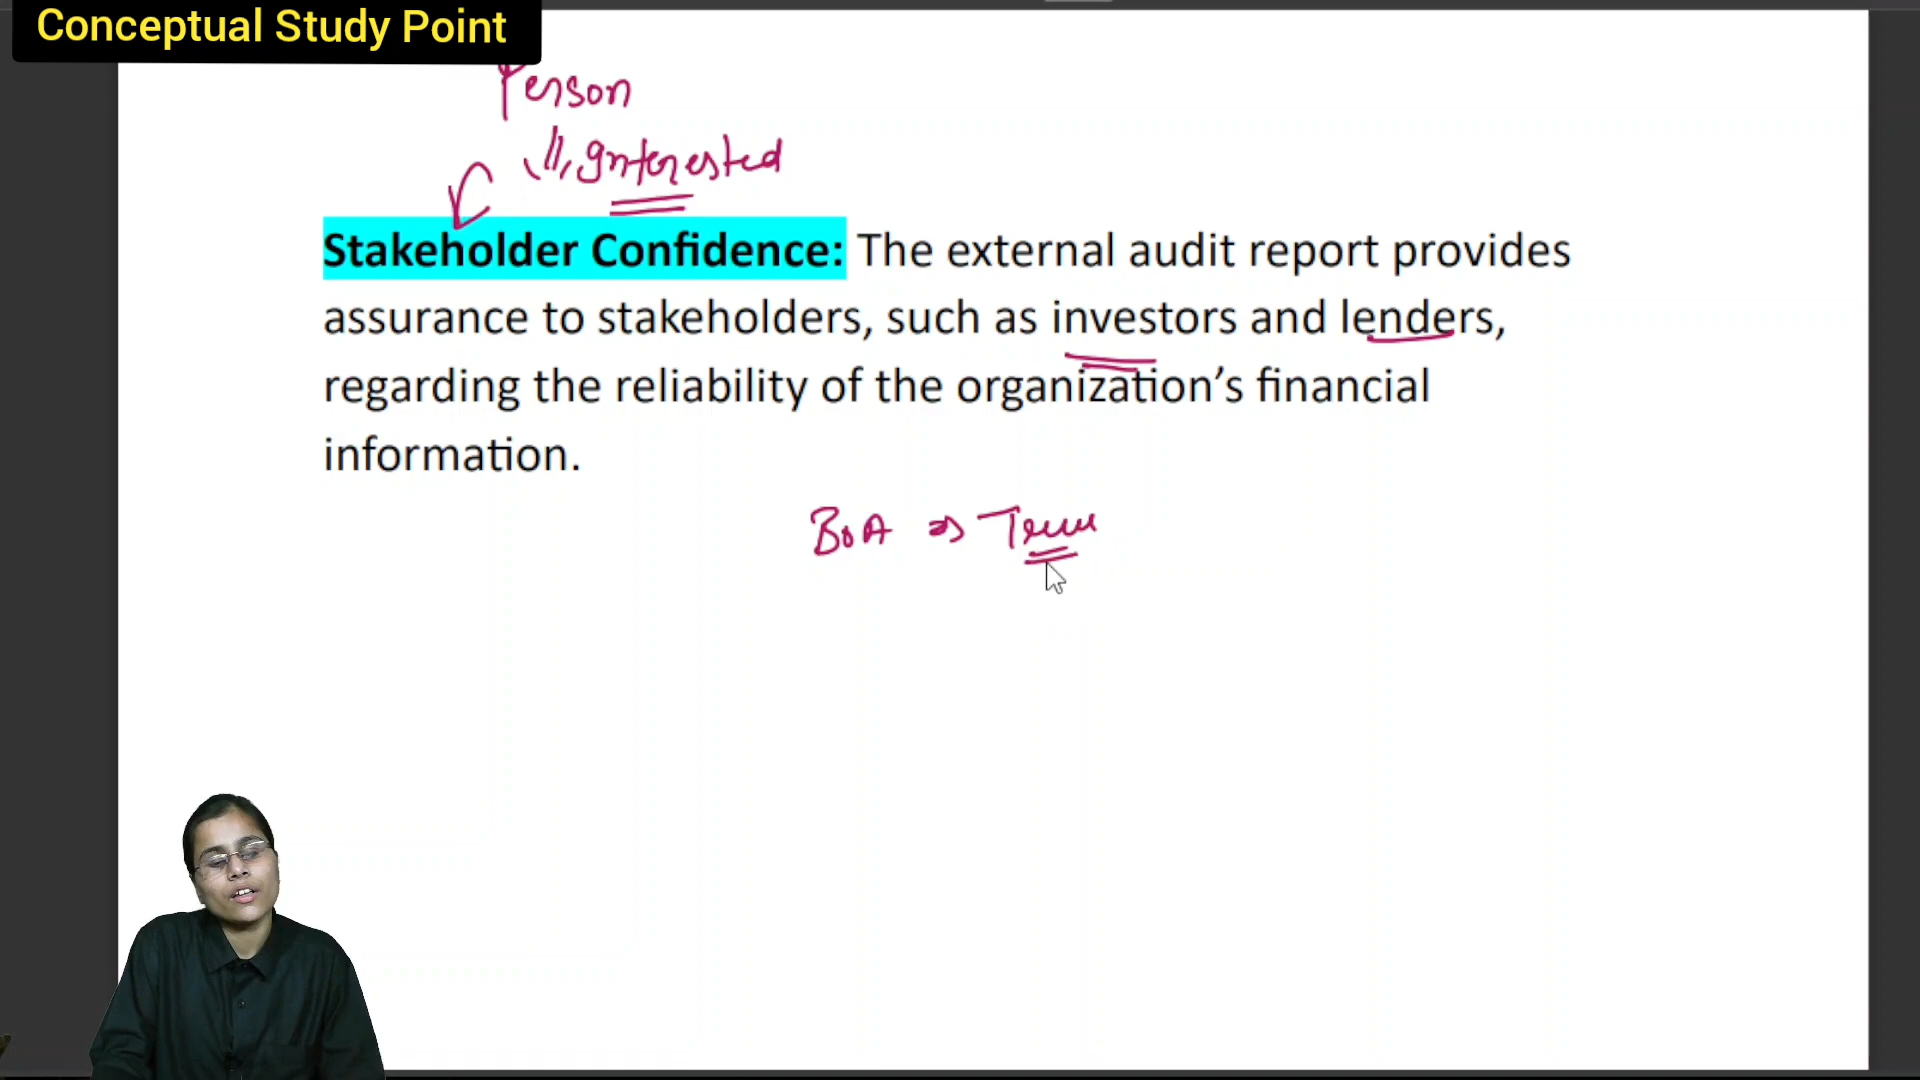 Conceptual Study Point
Person
Interested
Stakeholder Confidence: The external audit report provides
assurance to stakeholders, such as investors and lenders,
regarding the reliability of the organization’s financial
information.
BOA ⇒ True